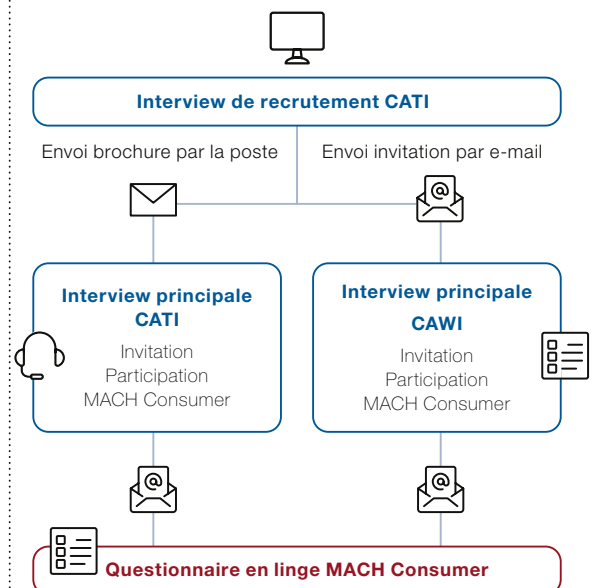 Interview de recrutement CATI
Envoi brochure par la poste
Envoi invitation par e-mail
Interview principale
CATI
Invitation
Participation
MACH Consumer
Interview principale
CAWI
Invitation
Participation
MACH Consumer
Questionnaire en linge MACH Consumer